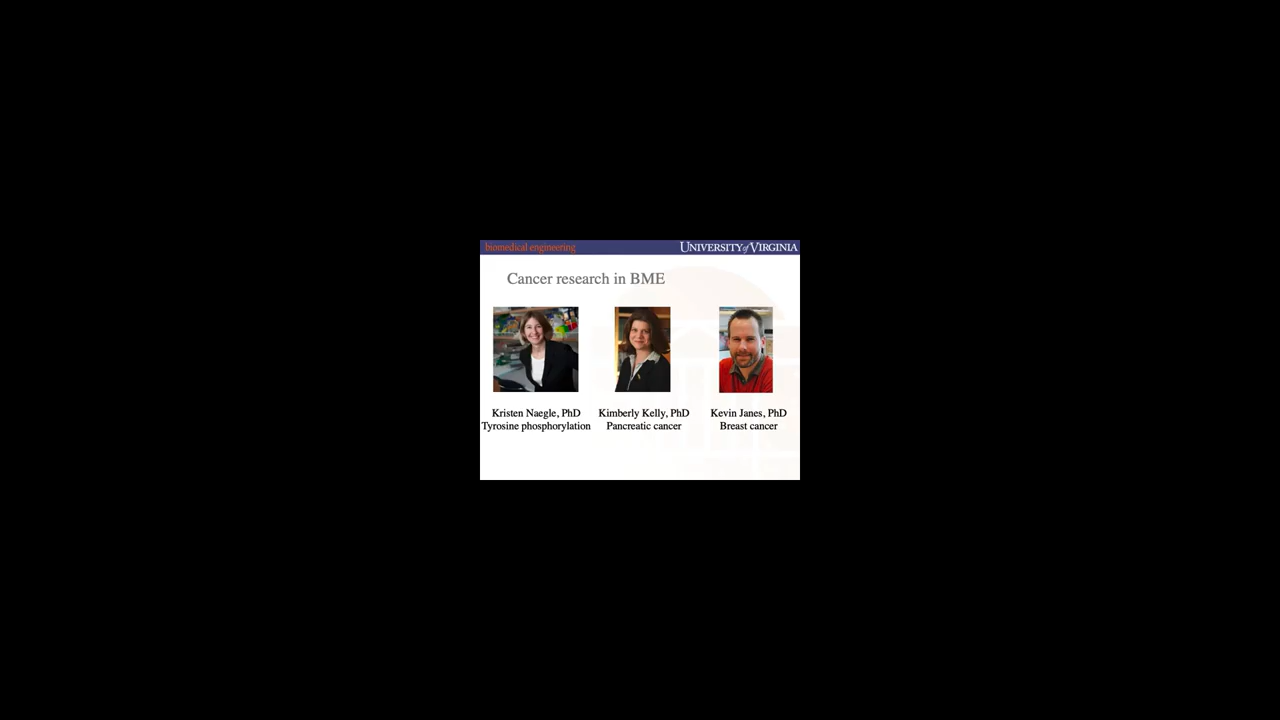 biomedical engineering
UNIVERSITY of VIRGINIA
Cancer research in BME
Kristen Naegle, PhD
Tyrosine phosphorylation
Kimberly Kelly, PhD
Pancreatic cancer
Kevin Janes, PhD
Breast cancer